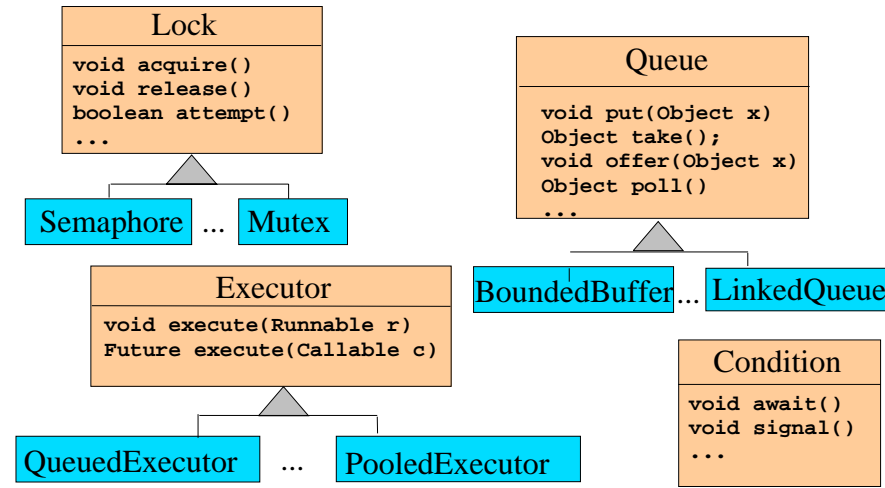 Lock
void acquire()
void release()
boolean attempt()
...
Semaphore ... Mutex
Queue
void put(Object x)
Object take();
void offer(Object x)
Object poll()
...
BoundedBuffer ... LinkedQueue
Executor
void execute(Runnable r)
Future execute(Callable c)
QueuedExecutor ... PooledExecutor
Condition
void await()
void signal()
...